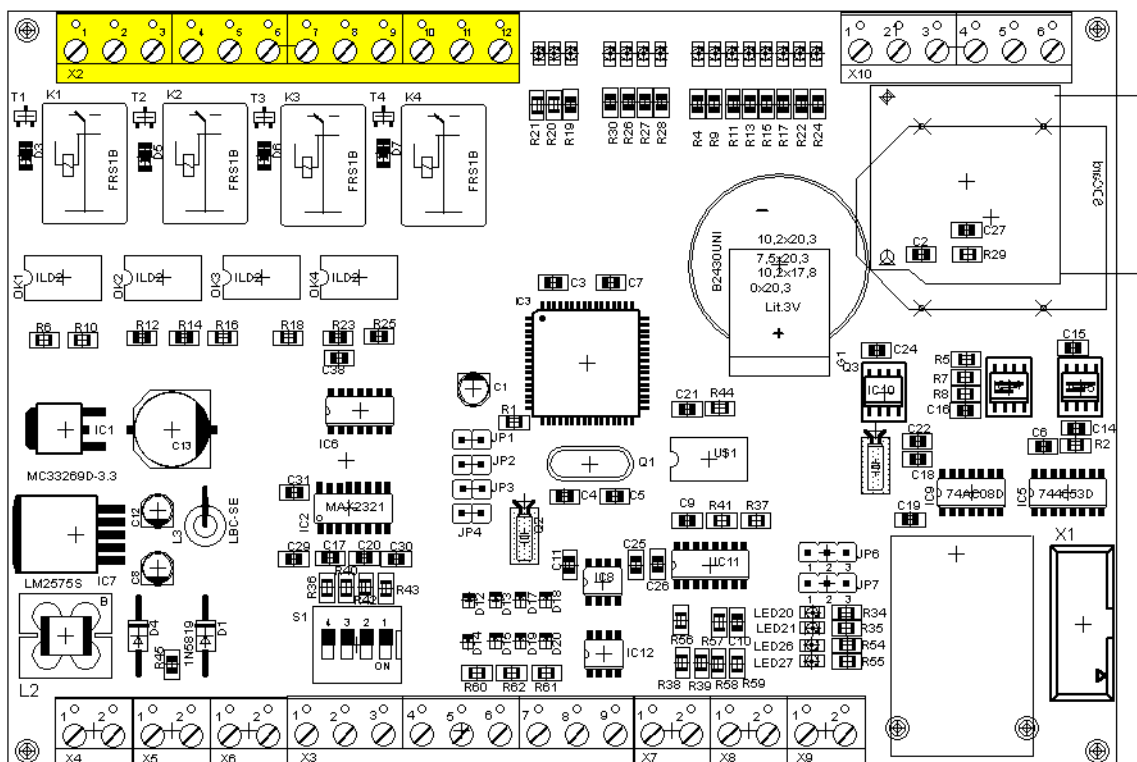 1 2 3 4 5 6 7 8 9 10 11 12
X2
1 2 3 4 5 6
X10
T1 K1 T2 K2 T3 K3 T4 K4
D3 FRS1B D5 FRS1B D6 FRS1B D7 FRS1B
R21 R20 R19 R30 R26 R27 R28 R4 R9 R11 R13 R15 R17 R22 R24
B2430UNI
10,2x20,3
7,5x20,3
10,2x17,8
0x20,3
Lit.3V
G1
C27
C2 R29
OK1 ILD2 OK2 ILD2 OK3 ILD2 OK4 ILD2
C3 C7
IC3
R6 R10 R12 R14 R16 R18 R23 R25
C38
C15
C24
Q3 IC10
R5
R7
R8
C16
C1
C21 R44
R1
IC1 C13
MC33269D-3.3
IC6
JP1
JP2
JP3
JP4
Q1
US1
C22
C18
C6 C14
R2
C31
IC2 MAX2321
C4 C5
Q2
C9 R41 R37
IC9 74AC08D
IC5
C19
X1
C12
L3 LBC-SE
C8
LM2575S IC7
C29 C17 C20 C30
R36 R40 R42 R43
C11 IC8 C25 C26
IC11
JP6
1 2 3
JP7
1 2 3
B
L2
D4 1N5819 D1
R45
S1
4 3 2 1
ON
D12 D13 D17 D18
D14 D15 D19 D20
IC12
R60 R62 R61
R56 R57 C10
R38 R39 R58 R59
LED20 R34
LED21 R35
LED26 R54
LED27 R55
1 2 1 2 1 2 1 2 3 4 5 6 7 8 9 1 2 1 2 1 2
X4 X5 X6 X3 X7 X8 X9